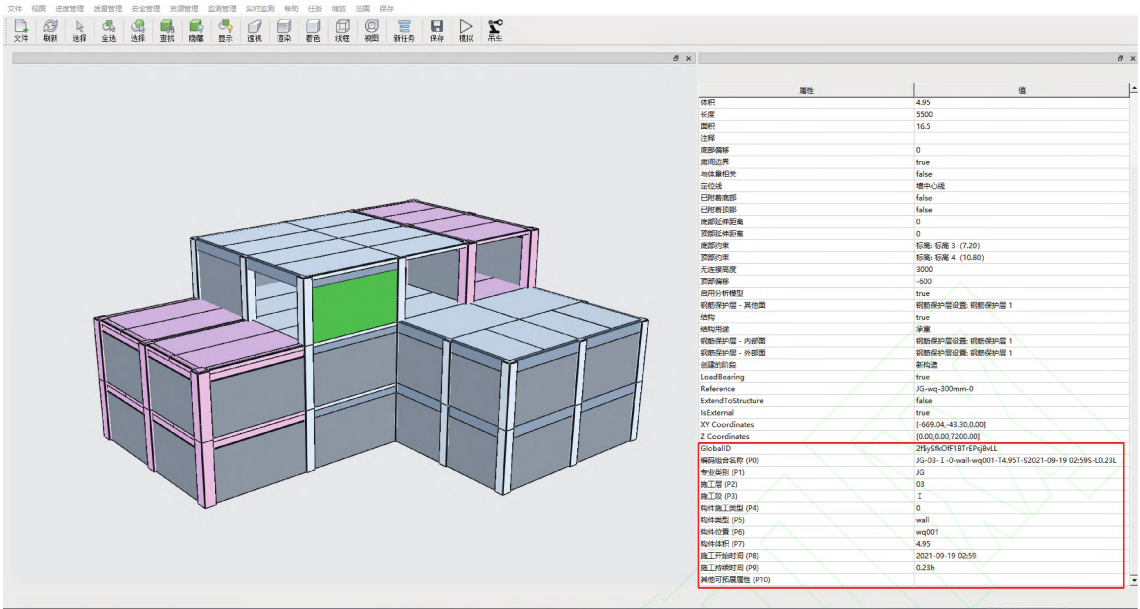 文件 视图 进度管理 质量管理 安全管理 资源管理 监测管理 实时监测 帮助 任务 缩放 范围 保存
文件 刷新 选择 全选 选择 查找 隐藏 显示 透视 渲染 着色 线框 视图 新任务 保存 模拟 吊车
属性 值
体积 4.95
长度 5500
面积 16.5
注释
底部偏移 0
房间边界 true
与体量相关 false
定位线 墙中心线
已附着底部 false
已附着顶部 false
底部延伸距离 0
顶部延伸距离 0
底部约束 标高: 标高 3 (7.20)
顶部约束 标高: 标高 4 (10.80)
无连接高度 3000
顶部偏移 -600
启用分析模型 true
钢筋保护层 - 其他面 钢筋保护层设置: 钢筋保护层 1
结构 true
结构用途 承重
钢筋保护层 - 内部面 钢筋保护层设置: 钢筋保护层 1
钢筋保护层 - 外部面 钢筋保护层设置: 钢筋保护层 1
创建的阶段 新构造
LoadBearing true
Reference JG-wq-300mm-0
ExtendToStructure false
IsExternal true
XY Coordinates [-669.04,-43.30,0.00]
Z Coordinates [0.00,0.00,7200.00]
GlobalID 2f$ySfkOfF18TrEPsj8vLL
编码组合名称 (P0) JG-03-Ⅰ-0-wall-wq001-T4.95T-S2021-09-19 02:59S-L0.23L
专业类别 (P1) JG
施工层 (P2) 03
施工段 (P3) Ⅰ
构件施工类型 (P4) 0
构件类型 (P5) wall
构件位置 (P6) wq001
构件体积 (P7) 4.95
施工开始时间 (P8) 2021-09-19 02:59
施工持续时间 (P9) 0.23h
其他可拓展属性 (P10)